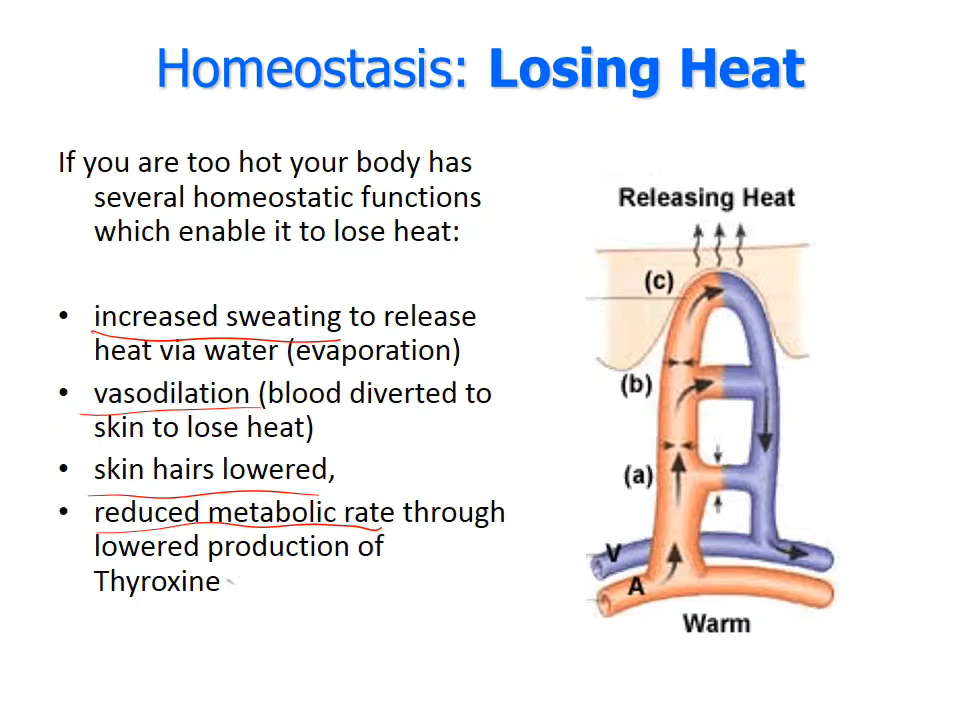 Homeostasis: Losing Heat
If you are too hot your body has
several homeostatic functions
which enable it to lose heat:
• increased sweating to release
heat via water (evaporation)
• vasodilation (blood diverted to
skin to lose heat)
• skin hairs lowered,
• reduced metabolic rate through
lowered production of
Thyroxine
Releasing Heat
(c)
(b)
(a)
V
A
Warm